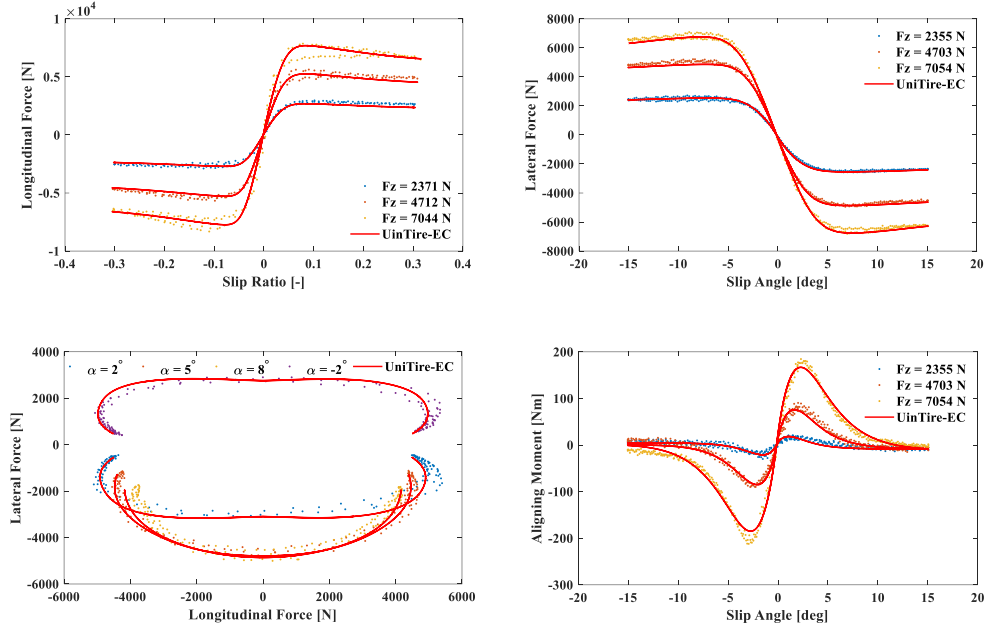 1 × 10^4
0.5
0
-0.5
-1
Longitudinal Force [N]
-0.4 -0.3 -0.2 -0.1 0 0.1 0.2 0.3 0.4
Slip Ratio [-]
Fz = 2371 N
Fz = 4712 N
Fz = 7044 N
UinTire-EC
8000
6000
4000
2000
0
-2000
-4000
-6000
-8000
Lateral Force [N]
-20 -15 -10 -5 0 5 10 15 20
Slip Angle [deg]
Fz = 2355 N
Fz = 4703 N
Fz = 7054 N
UniTire-EC
4000
2000
0
-2000
-4000
-6000
Lateral Force [N]
α = 2° α = 5° α = 8° α = -2° UniTire-EC
-6000 -4000 -2000 0 2000 4000 6000
Longitudinal Force [N]
200
100
0
-100
-200
-300
Aligning Moment [Nm]
-20 -15 -10 -5 0 5 10 15 20
Slip Angle [deg]
Fz = 2355 N
Fz = 4703 N
Fz = 7054 N
UinTire-EC